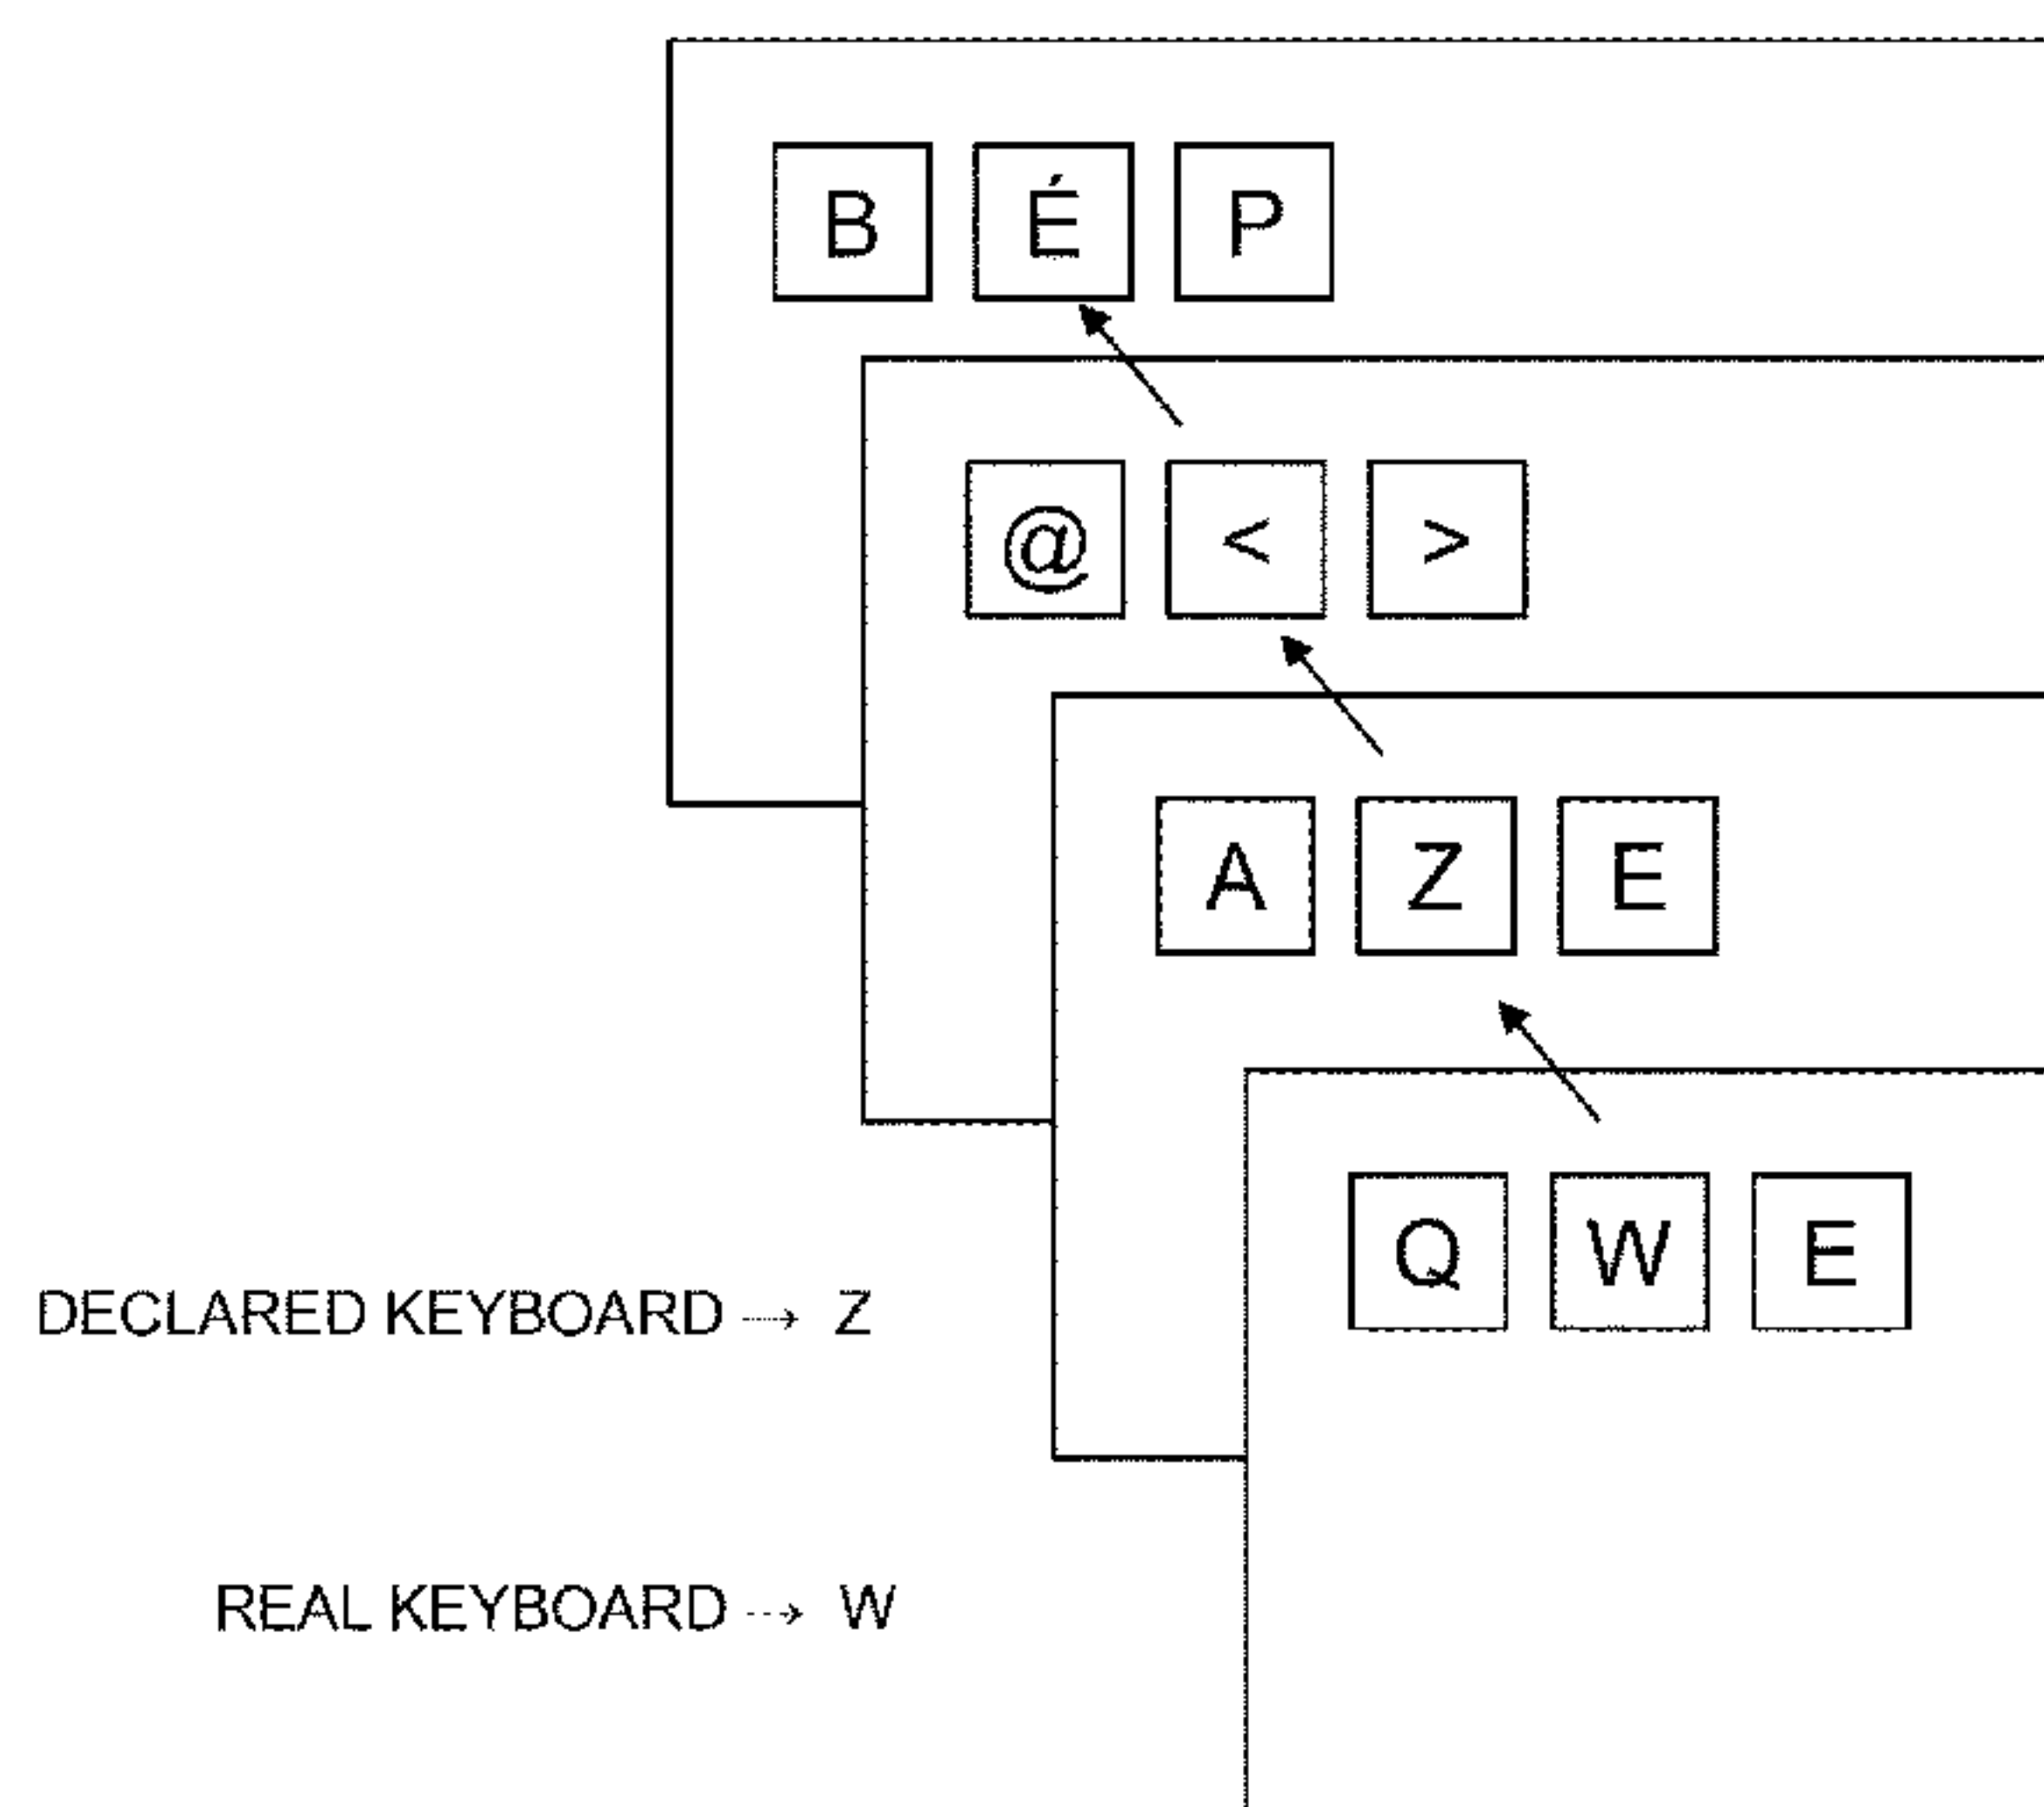 B É P
@ < >
A Z E
Q W E
DECLARED KEYBOARD → Z
REAL KEYBOARD → W